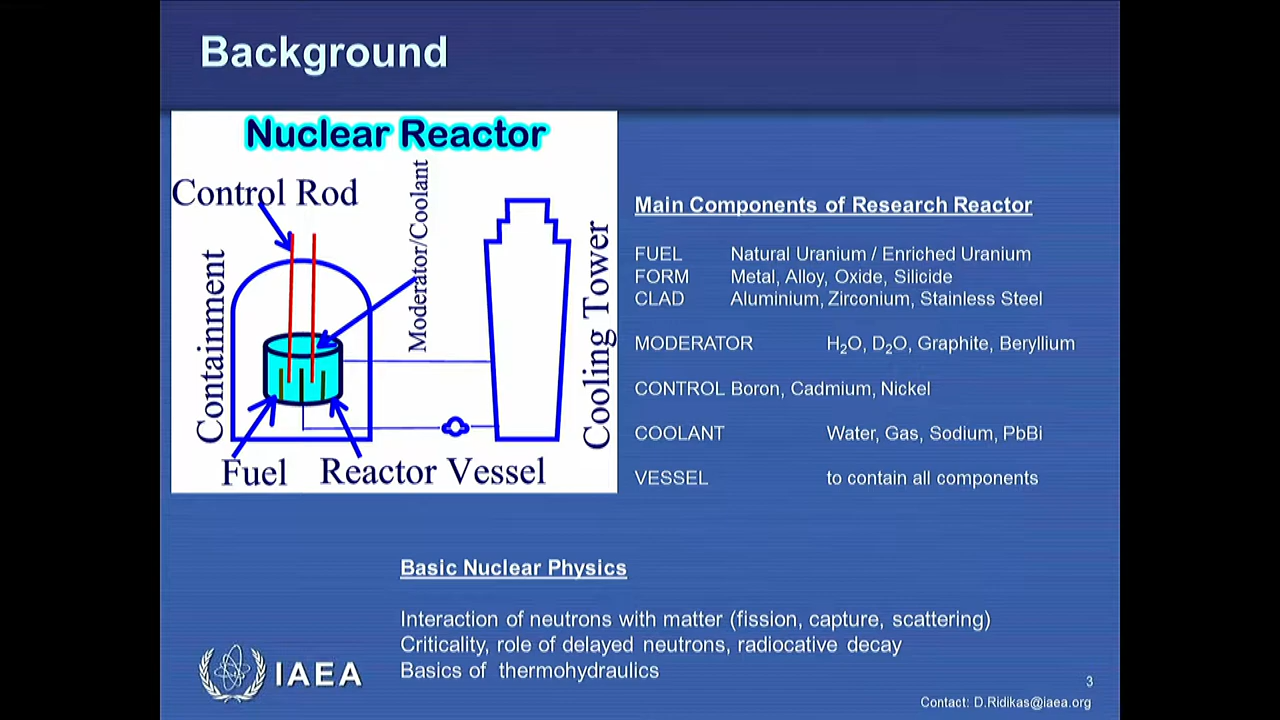 Background
Nuclear Reactor
Control Rod
Moderator/Coolant
Containment
Cooling Tower
Fuel
Reactor Vessel
Main Components of Research Reactor
FUEL Natural Uranium / Enriched Uranium
FORM Metal, Alloy, Oxide, Silicide
CLAD Aluminium, Zirconium, Stainless Steel
MODERATOR H₂O, D₂O, Graphite, Beryllium
CONTROL Boron, Cadmium, Nickel
COOLANT Water, Gas, Sodium, PbBi
VESSEL to contain all components
Basic Nuclear Physics
Interaction of neutrons with matter (fission, capture, scattering)
Criticality, role of delayed neutrons, radiocative decay
Basics of thermohydraulics
IAEA
3
Contact: D.Ridikas@iaea.org